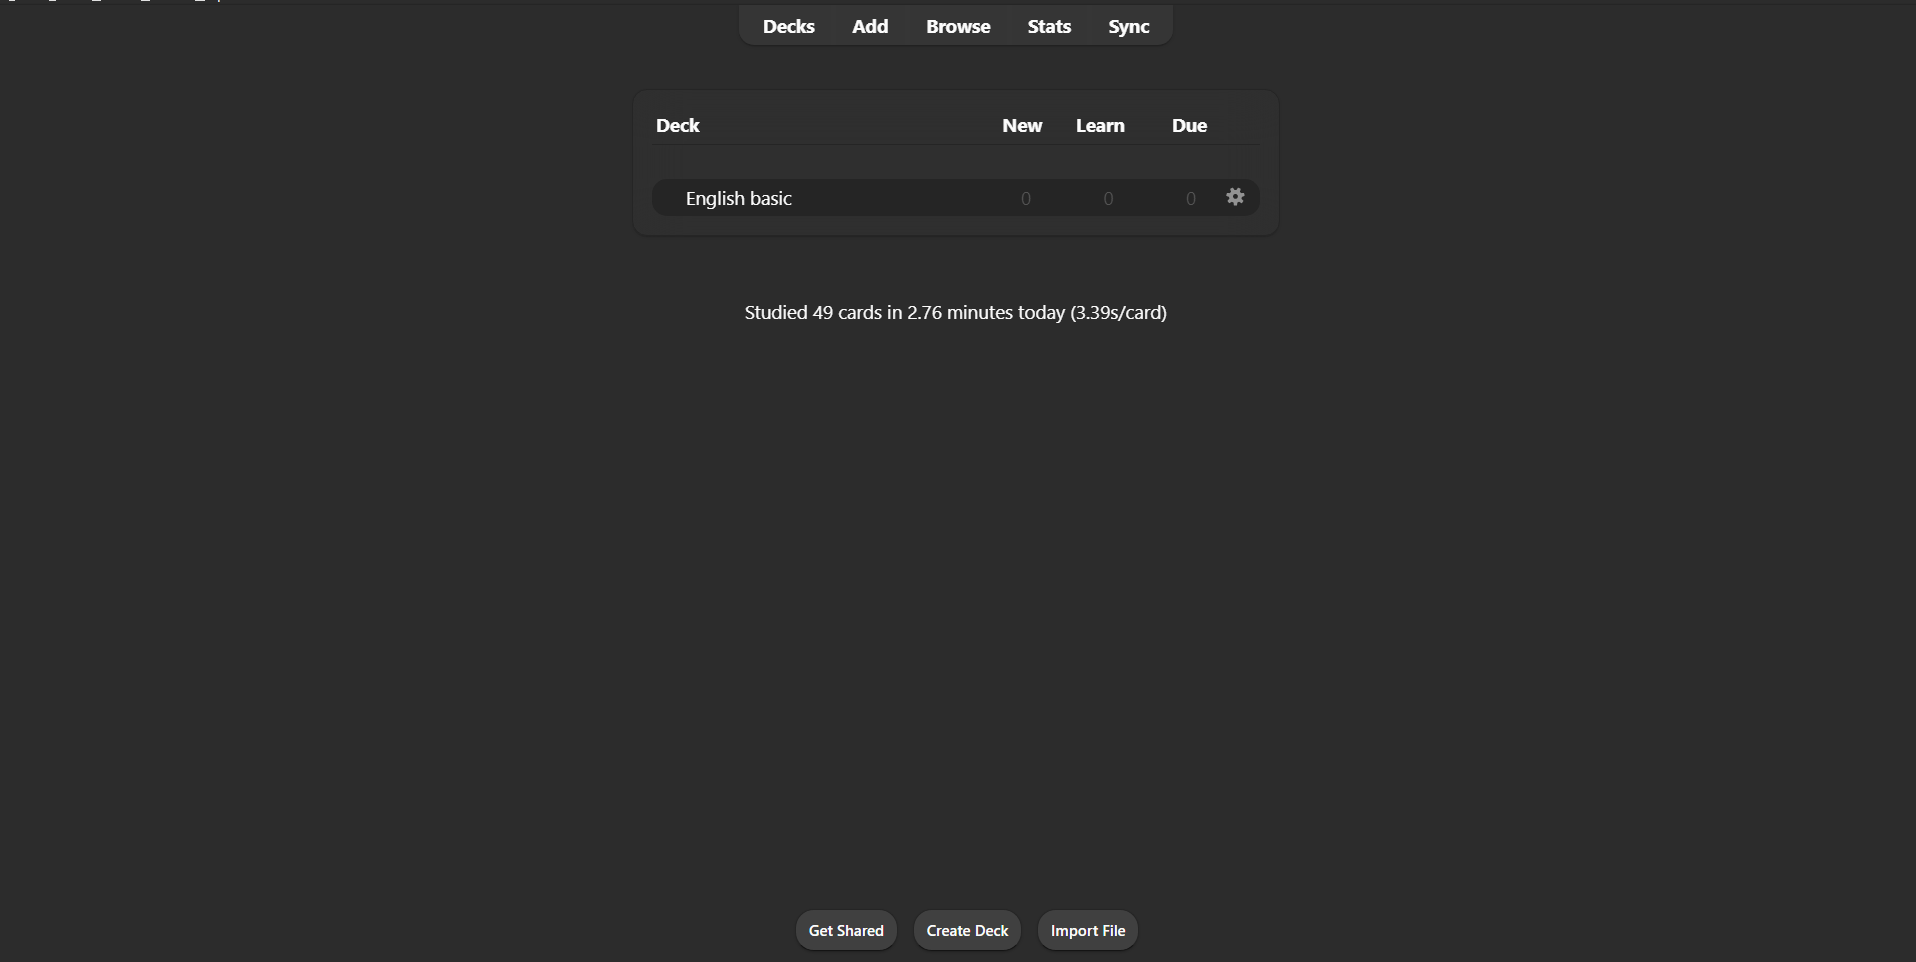 Decks Add Browse Stats Sync
Deck New Learn Due
English basic 0 0 0
Studied 49 cards in 2.76 minutes today (3.39s/card)
Get Shared Create Deck Import File